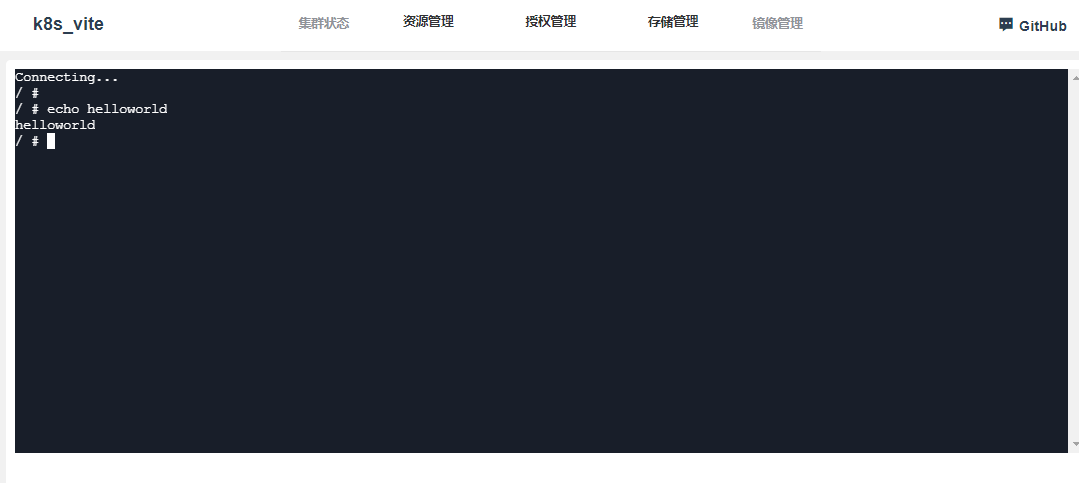 k8s_vite 集群状态 资源管理 授权管理 存储管理 镜像管理 GitHub
Connecting...
/ #
/ # echo helloworld
helloworld
/ #